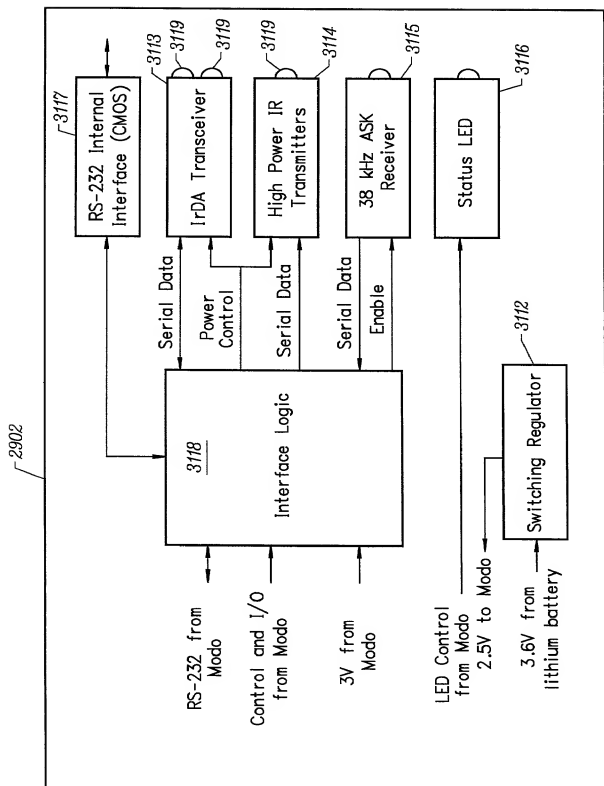 2902
3117
RS-232 Internal
Interface (CMOS)
3113
3119
3119
IrDA Transceiver
3119
3114
High Power IR
Transmitters
3115
38 kHz ASK
Receiver
3116
Status LED
Serial Data
Power
Control
Serial Data
Serial Data
Enable
3118
Interface Logic
RS-232 from
Modo
Control and I/O
from Modo
3V from
Modo
LED Control
from Modo
2.5V to Modo
3.6V from
lithium battery
3112
Switching Regulator